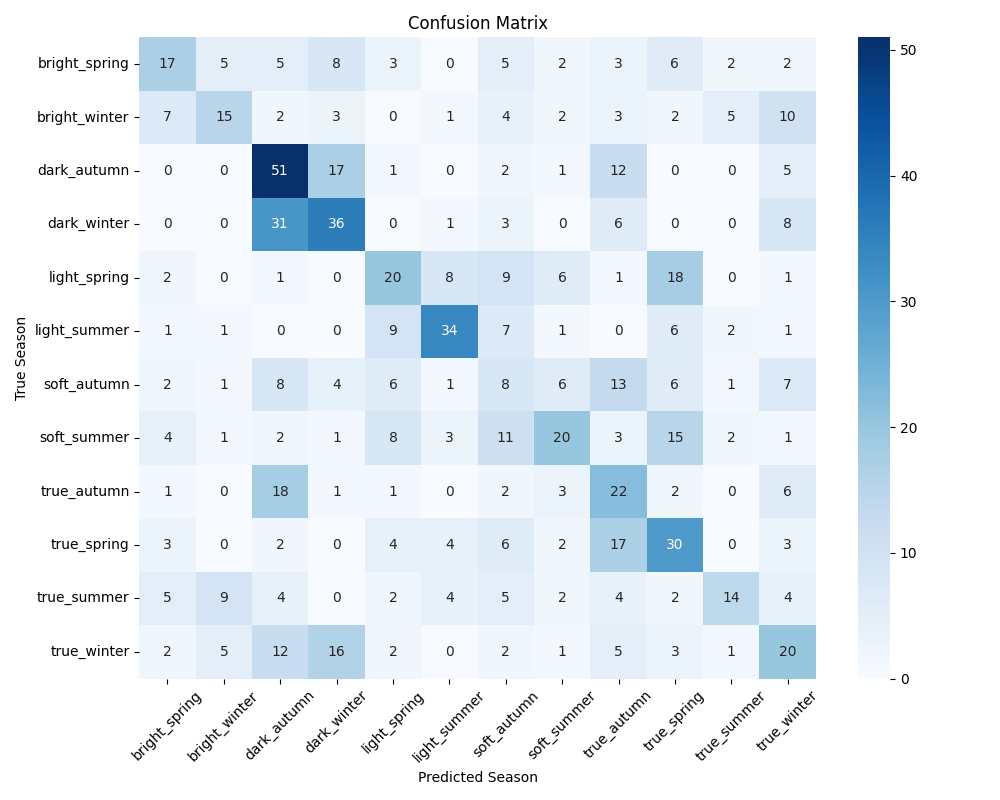 Confusion Matrix
True Season
bright_spring 17 5 5 8 3 0 5 2 3 6 2 2
bright_winter 7 15 2 3 0 1 4 2 3 2 5 10
dark_autumn 0 0 51 17 1 0 2 1 12 0 0 5
dark_winter 0 0 31 36 0 1 3 0 6 0 0 8
light_spring 2 0 1 0 20 8 9 6 1 18 0 1
light_summer 1 1 0 0 9 34 7 1 0 6 2 1
soft_autumn 2 1 8 4 6 1 8 6 13 6 1 7
soft_summer 4 1 2 1 8 3 11 20 3 15 2 1
true_autumn 1 0 18 1 1 0 2 3 22 2 0 6
true_spring 3 0 2 0 4 4 6 2 17 30 0 3
true_summer 5 9 4 0 2 4 5 2 4 2 14 4
true_winter 2 5 12 16 2 0 2 1 5 3 1 20
bright_spring bright_winter dark_autumn dark_winter light_spring light_summer soft_autumn soft_summer true_autumn true_spring true_summer true_winter
Predicted Season
50
40
30
20
10
0